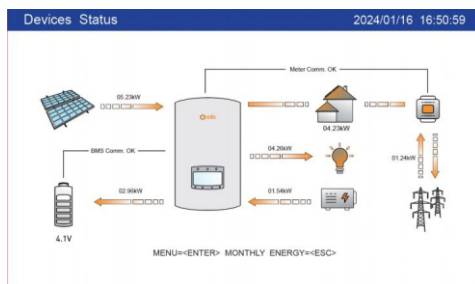 Devices Status 2024/01/16 16:50:59
Meter Comm. OK
05.23kW
04.23kW
BMS Comm. OK
04.26kW
01.24kW
02.96kW
01.54kW
4.1V
MENU=<ENTER> MONTHLY ENERGY=<ESC>